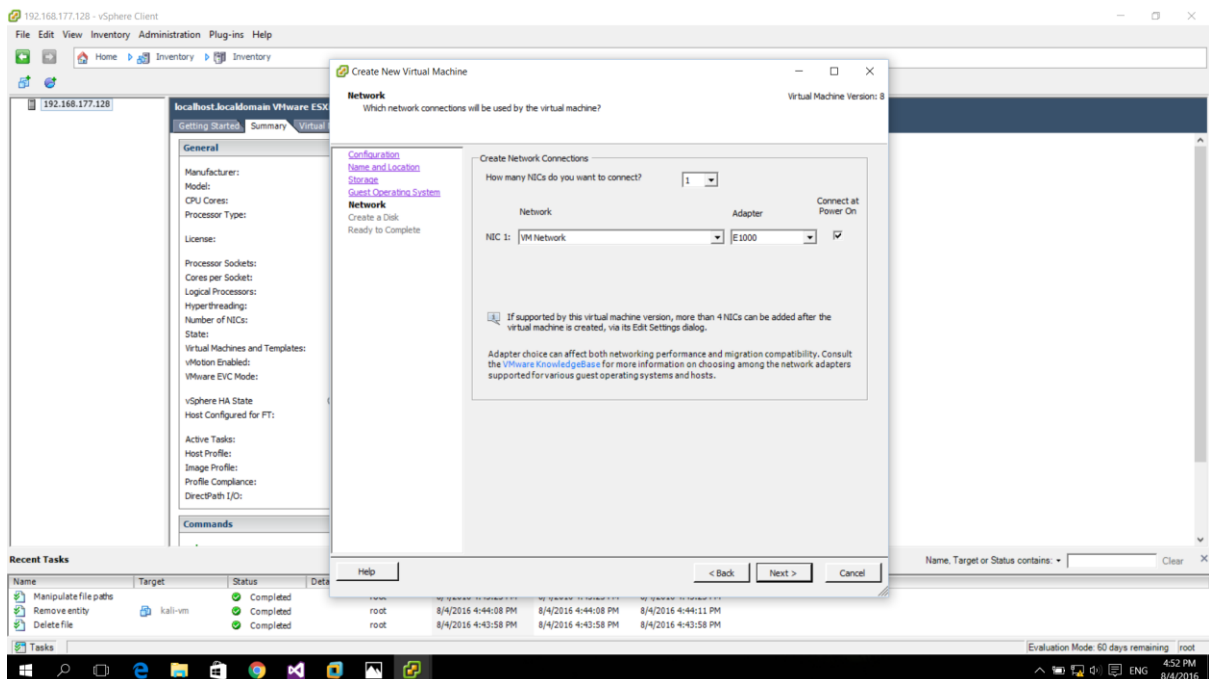 192.168.177.128 - vSphere Client
File Edit View Inventory Administration Plug-ins Help
Home Inventory Inventory
192.168.177.128
localhost.localdomain VMware ESX
Getting Started Summary Virtual
General
Manufacturer:
Model:
CPU Cores:
Processor Type:
License:
Processor Sockets:
Cores per Socket:
Logical Processors:
Hyperthreading:
Number of NICs:
State:
Virtual Machines and Templates:
vMotion Enabled:
VMware EVC Mode:
vSphere HA State
Host Configured for FT:
Active Tasks:
Host Profile:
Image Profile:
Profile Compliance:
DirectPath I/O:
Commands
Create New Virtual Machine
Network
Which network connections will be used by the virtual machine?
Virtual Machine Version: 8
Configuration
Name and Location
Storage
Guest Operating System
Network
Create a Disk
Ready to Complete
Create Network Connections
How many NICs do you want to connect? 1
Network Adapter Connect at Power On
NIC 1: VM Network E1000
If supported by this virtual machine version, more than 4 NICs can be added after the
virtual machine is created, via its Edit Settings dialog.
Adapter choice can affect both networking performance and migration compatibility. Consult
the VMware KnowledgeBase for more information on choosing among the network adapters
supported for various guest operating systems and hosts.
Help < Back Next > Cancel
Recent Tasks
Name, Target or Status contains: Clear
Name Target Status Deta
Manipulate file paths Completed root
Remove entity kali-vm Completed root 8/4/2016 4:44:08 PM 8/4/2016 4:44:08 PM 8/4/2016 4:44:11 PM
Delete file Completed root 8/4/2016 4:43:58 PM 8/4/2016 4:43:58 PM 8/4/2016 4:43:58 PM
Tasks
Evaluation Mode: 60 days remaining root
ENG
4:52 PM
8/4/2016